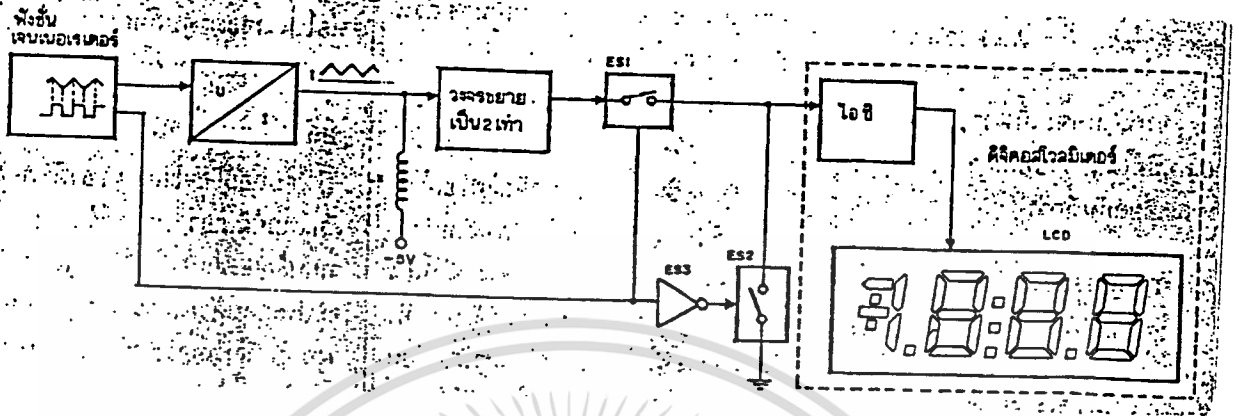 ฟังชั่น
เจนเนอเรเตอร์
U
I
I
วงจรขยาย
เป็น2เท่า
-5V
ES1
ES3
ES2
ไอซี
ดิจิตอลโวลมิเตอร์
LCD